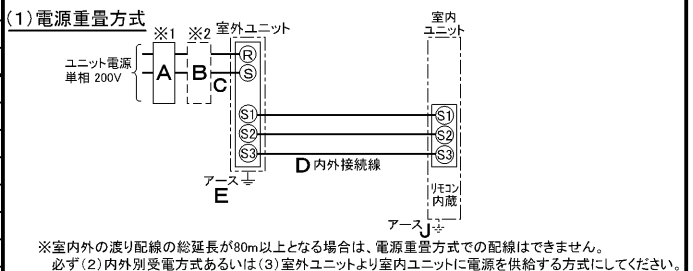 (1)電源重畳方式
※1 ※2 室外ユニット 室内ユニット
ユニット電源
単相 200V
A B C
R
S
S1 S1
S2 S2
S3 S3
D 内外接続線
アース
E
リモコン
内蔵
アース J
※室内外の渡り配線の総延長が80m以上となる場合は、電源重畳方式での配線はできません。
必ず(2)内外別受電方式あるいは(3)室外ユニットより室内ユニットに電源を供給する方式にしてください。